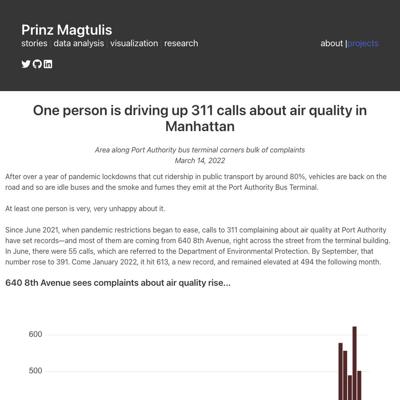 Prinz Magtulis
stories | data analysis | visualization | research
about |projects
One person is driving up 311 calls about air quality in
Manhattan
Area along Port Authority bus terminal corners bulk of complaints
March 14, 2022
After over a year of pandemic lockdowns that cut ridership in public transport by around 80%, vehicles are back on the
road and so are idle buses and the smoke and fumes they emit at the Port Authority Bus Terminal.
At least one person is very, very unhappy about it.
Since June 2021, when pandemic restrictions began to ease, calls to 311 complaining about air quality at Port Authority
have set records—and most of them are coming from 640 8th Avenue, right across the street from the terminal building.
In June, there were 55 calls, which are referred to the Department of Environmental Protection. By September, that
number rose to 391. Come January 2022, it hit 613, a new record, and remained elevated at 494 the following month.
640 8th Avenue sees complaints about air quality rise...
600
500